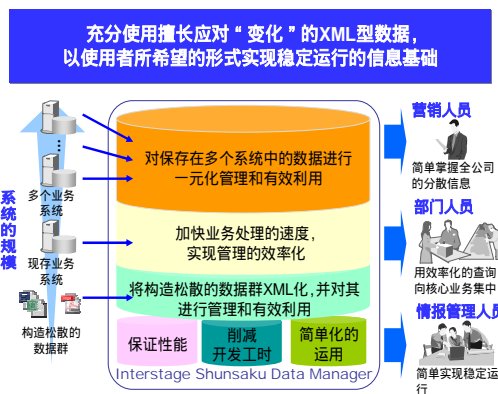 充分使用擅长应对“变化”的XML型数据，
以使用者所希望的形式实现稳定运行的信息基础
系统的规模
多个业务
系统
现存业务
系统
构造松散的
数据群
对保存在多个系统中的数据进行
一元化管理和有效利用
加快业务处理的速度，
实现管理的效率化
将构造松散的数据群XML化，并对其
进行管理和有效利用
保证性能
削减
开发工时
简单化的
运用
Interstage Shunsaku Data Manager
营销人员
简单掌握全公司
的分散信息
部门人员
用效率化的查询
向核心业务集中
情报管理人员
简单实现稳定运
行